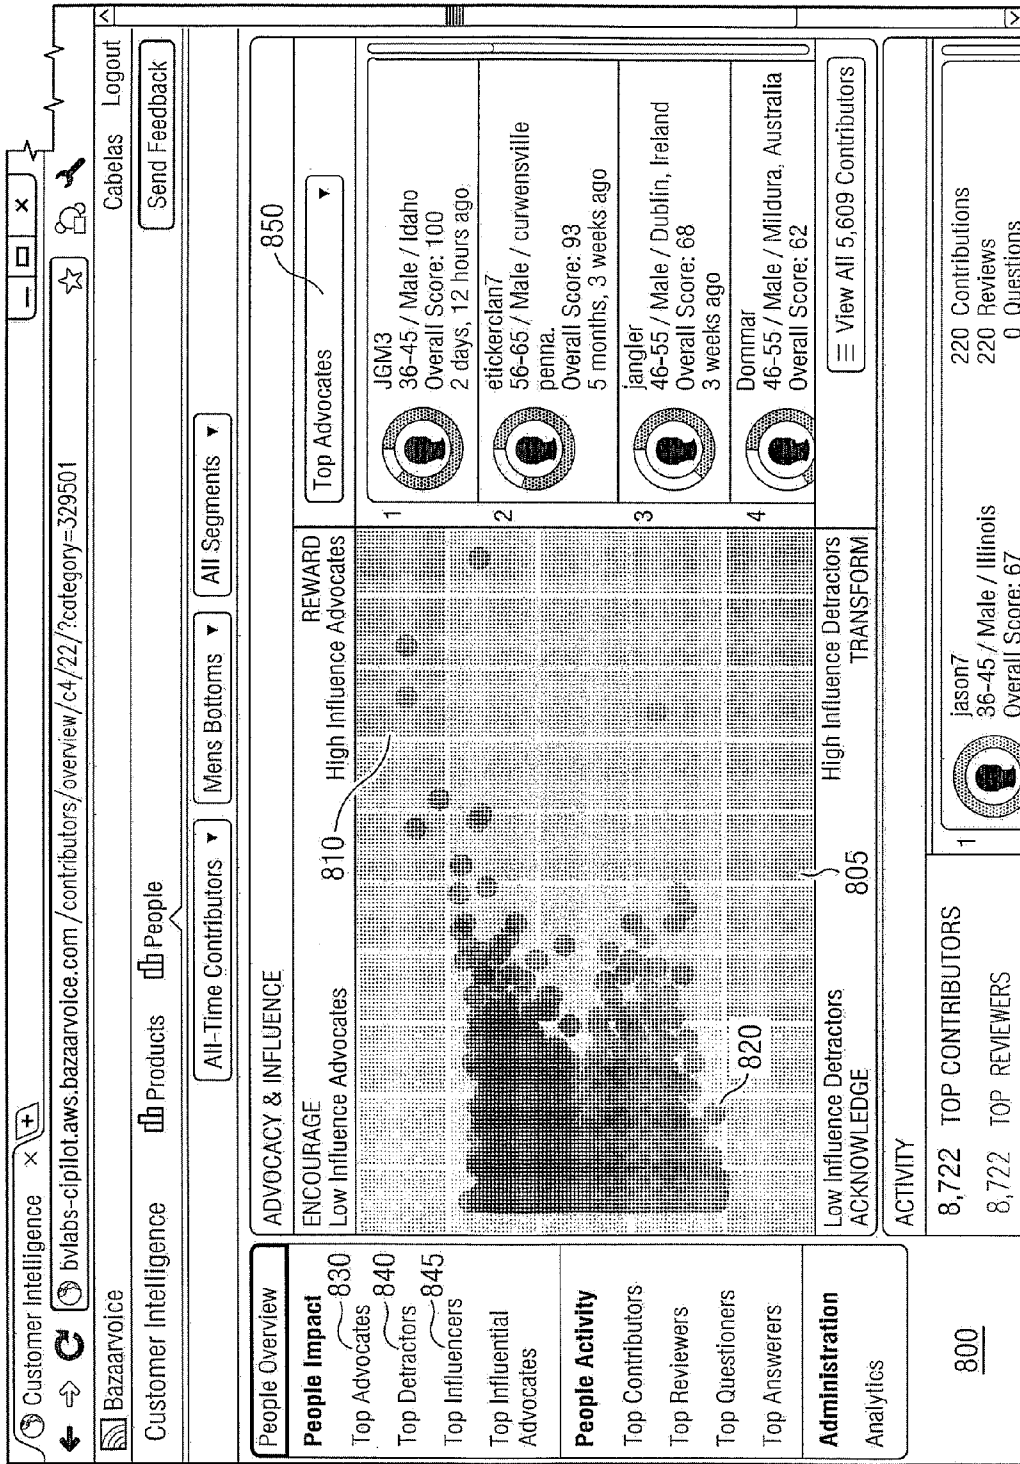 Customer Intelligence × +
bvlabs-cipilot.aws.bazaarvoice.com /contributors/overview/c4/22/?category=329501
Bazaarvoice
Cabelas Logout
Customer Intelligence
Products
People
Send Feedback
All-Time Contributors ▼
Mens Bottoms ▼
All Segments ▼
People Overview
People Impact
830
Top Advocates
840
Top Detractors
845
Top Influencers
Top Influential
Advocates
People Activity
Top Contributors
Top Reviewers
Top Questioners
Top Answerers
Administration
Analytics
800
ADVOCACY & INFLUENCE
ENCOURAGE
Low Influence Advocates
REWARD
High Influence Advocates
810
820
805
Low Influence Detractors
ACKNOWLEDGE
High Influence Detractors
TRANSFORM
850
Top Advocates ▼
1
JGM3
36-45 / Male / Idaho
Overall Score: 100
2 days, 12 hours ago
2
etickerclan7
56-65 / Male / curwensville
penna.
Overall Score: 93
5 months, 3 weeks ago
3
jangler
46-55 / Male / Dublin, Ireland
Overall Score: 68
3 weeks ago
4
Dommar
46-55 / Male / Mildura, Australia
Overall Score: 62
View All 5,609 Contributors
ACTIVITY
8,722 TOP CONTRIBUTORS
8,722 TOP REVIEWERS
1
jason7
36-45 / Male / Illinois
Overall Score: 67
220 Contributions
220 Reviews
0 Questions